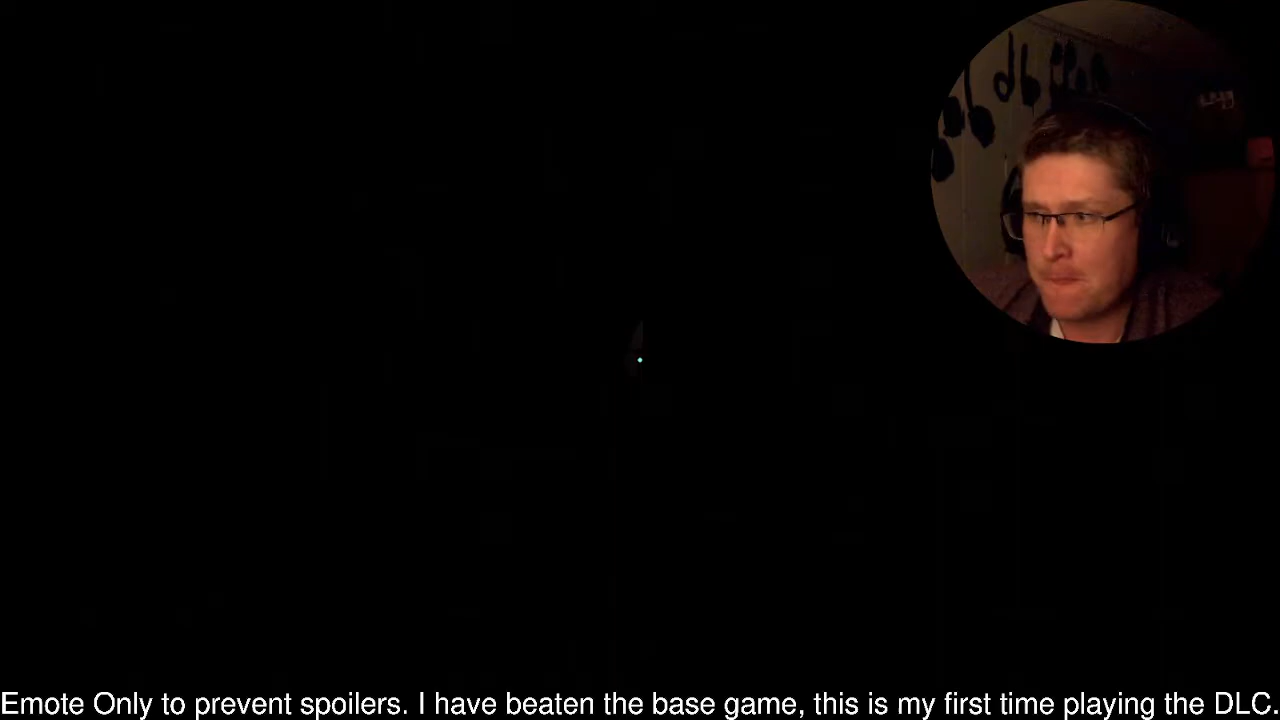 Emote Only to prevent spoilers. I have beaten the base game, this is my first time playing the DLC.